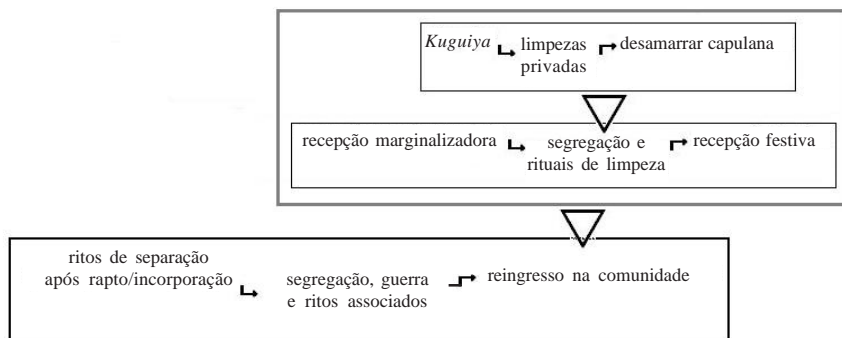 Kuguiya limpezas desamarrar capulana
privadas
recepção marginalizadora segregação e recepção festiva
rituais de limpeza
ritos de separação
após rapto/incorporação segregação, guerra reingresso na comunidade
e ritos associados